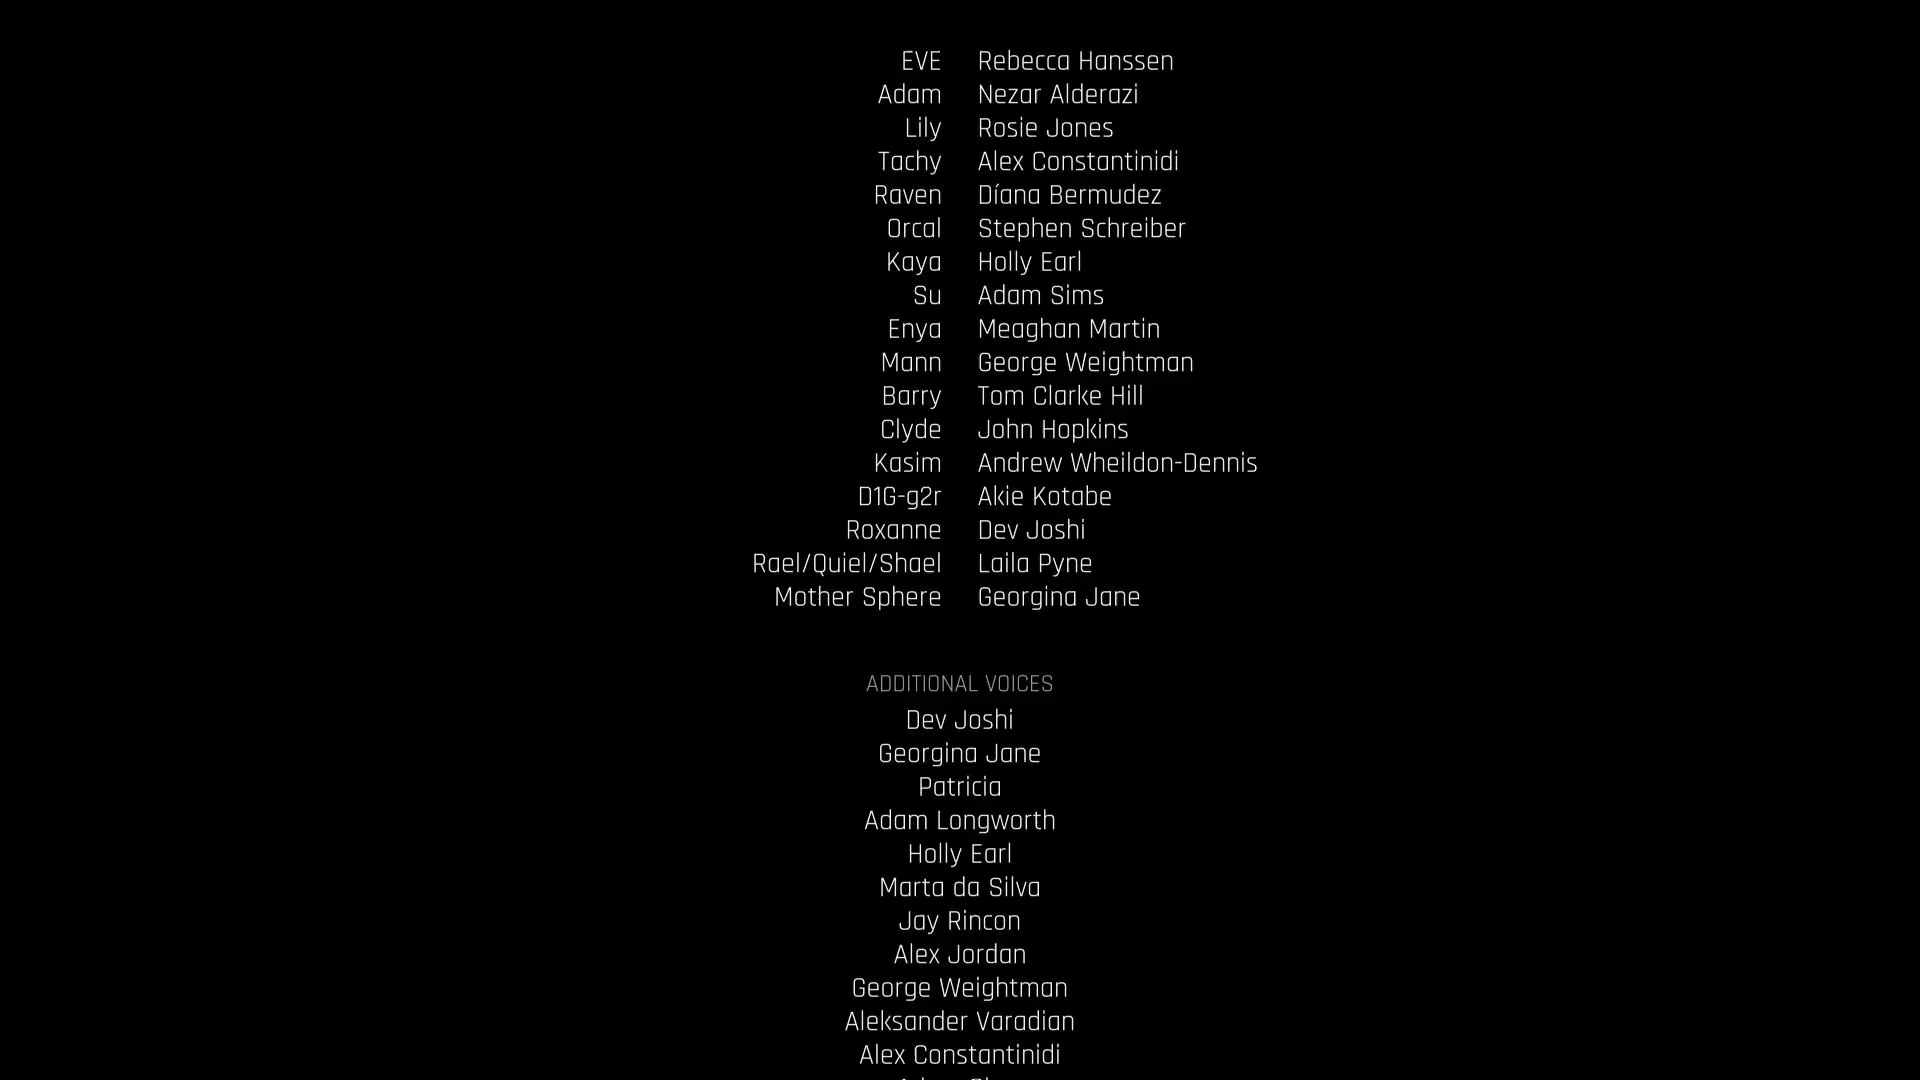 EVE Rebecca Hanssen
Adam Nezar Alderazi
Lily Rosie Jones
Tachy Alex Constantinidi
Raven Díana Bermudez
Orcal Stephen Schreiber
Kaya Holly Earl
Su Adam Sims
Enya Meaghan Martin
Mann George Weightman
Barry Tom Clarke Hill
Clyde John Hopkins
Kasim Andrew Wheildon-Dennis
D1G-g2r Akie Kotabe
Roxanne Dev Joshi
Rael/Quiel/Shael Laila Pyne
Mother Sphere Georgina Jane
ADDITIONAL VOICES
Dev Joshi
Georgina Jane
Patricia
Adam Longworth
Holly Earl
Marta da Silva
Jay Rincon
Alex Jordan
George Weightman
Aleksander Varadian
Alex Constantinidi